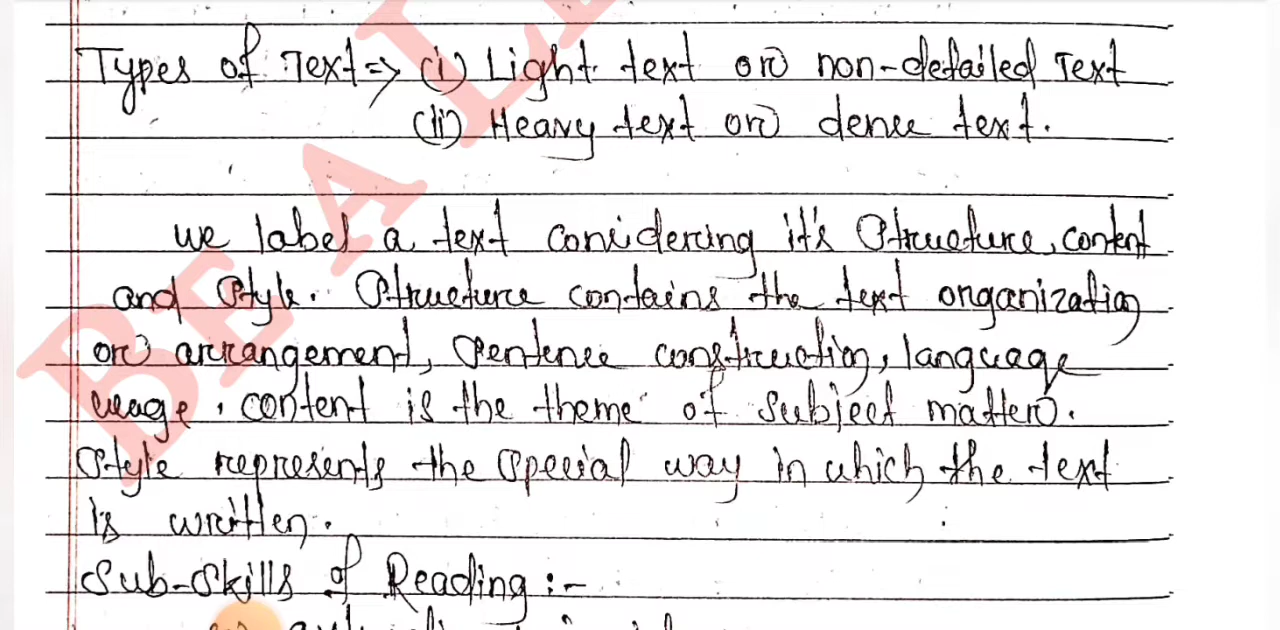 Types of Text => (i) Light text or non-detailed Text
(ii) Heavy text or dense text.
we label a text considering it's Structure, content
and style. Structure contains the text organization
or arrangement, sentence construction, language
usage. content is the theme of subject matter.
Style represents the special way in which the text
is written.
Sub-Skills of Reading :-
BE A